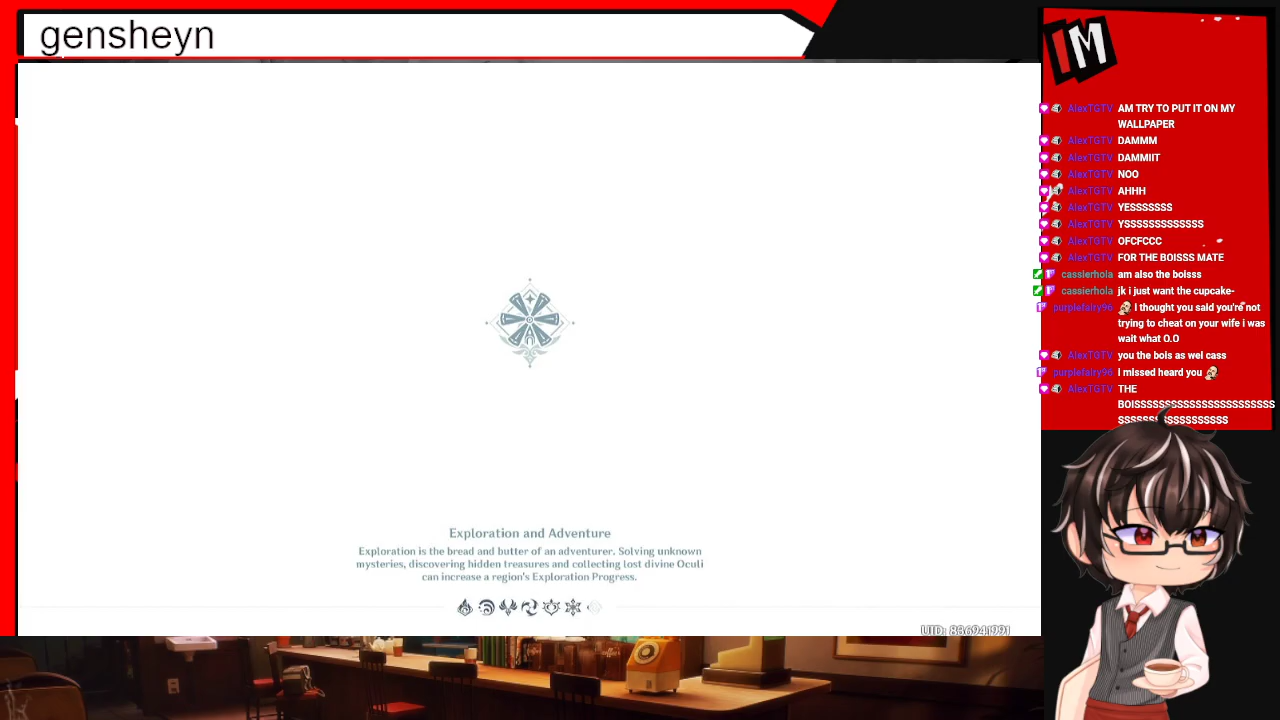 gensheyn
IM
AlexTGTV AM TRY TO PUT IT ON MY
WALLPAPER
AlexTGTV DAMMM
AlexTGTV DAMMIIT
AlexTGTV NOO
AlexTGTV AHHH
AlexTGTV YESSSSSSS
AlexTGTV YSSSSSSSSSSSSS
AlexTGTV OFCFCCC
AlexTGTV FOR THE BOISSS MATE
cassierhola am also the boisss
cassierhola jk i just want the cupcake-
purplefairy96 I thought you said you're not
trying to cheat on your wife i was
wait what O.O
AlexTGTV you the bois as wel cass
purplefairy96 I missed heard you
AlexTGTV THE
BOISSSSSSSSSSSSSSSSSSSSSSS
SSSSSSSSSSSSSSSSSS
Exploration and Adventure
Exploration is the bread and butter of an adventurer. Solving unknown
mysteries, discovering hidden treasures and collecting lost divine Oculi
can increase a region's Exploration Progress.
UID: 836941991